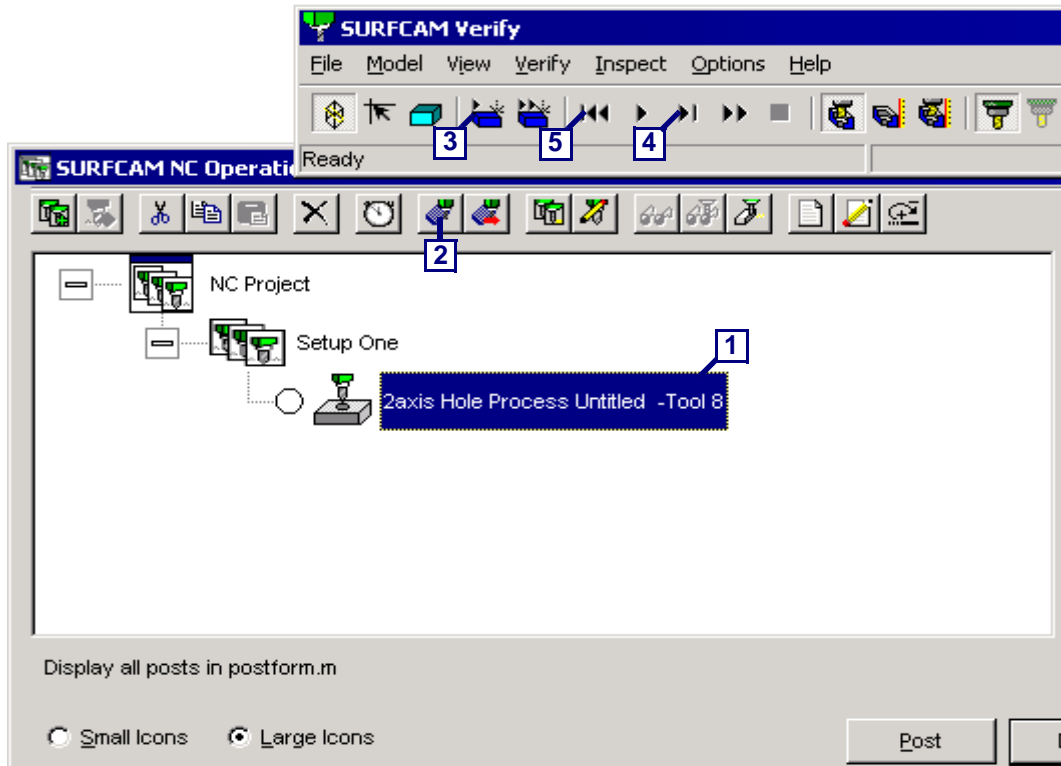 SURFCAM Verify
File Model View Verify Inspect Options Help
3
5
4
Ready
SURFCAM NC Operatio
2
NC Project
Setup One
1
2axis Hole Process Untitled -Tool 8
Display all posts in postform.m
Small Icons
Large Icons
Post